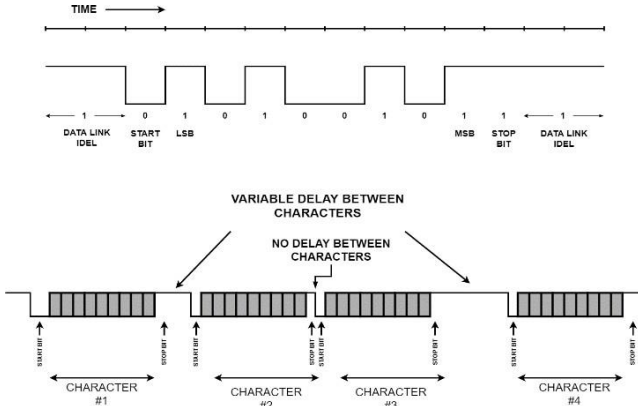 TIME
1 0 1 0 1 0 0 1 0 1 1 1
DATA LINK IDEL START BIT LSB MSB STOP BIT DATA LINK IDEL
VARIABLE DELAY BETWEEN
CHARACTERS
NO DELAY BETWEEN
CHARACTERS
START BIT STOP BIT START BIT STOP BIT START BIT STOP BIT START BIT STOP BIT
CHARACTER CHARACTER CHARACTER CHARACTER
#1 #2 #3 #4